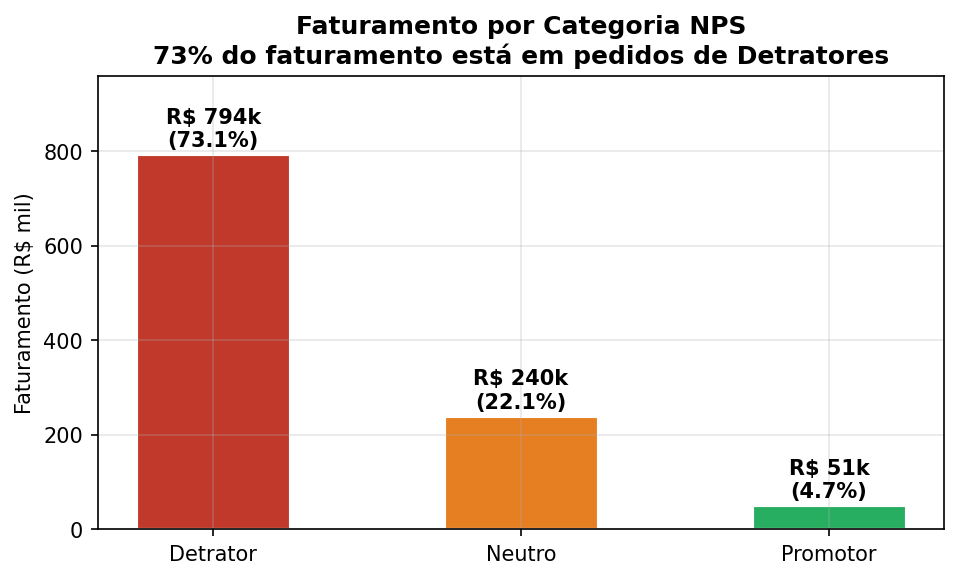 Faturamento por Categoria NPS
73% do faturamento está em pedidos de Detratores
Faturamento (R$ mil)
800
600
400
200
0
R$ 794k
(73.1%)
R$ 240k
(22.1%)
R$ 51k
(4.7%)
Detrator
Neutro
Promotor